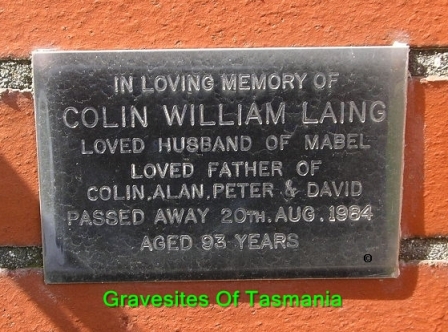 IN LOVING MEMORY OF
COLIN WILLIAM LAING
LOVED HUSBAND OF MABEL
LOVED FATHER OF
COLIN, ALAN, PETER & DAVID
PASSED AWAY 20TH. AUG. 1984
AGED 93 YEARS
Gravesites Of Tasmania